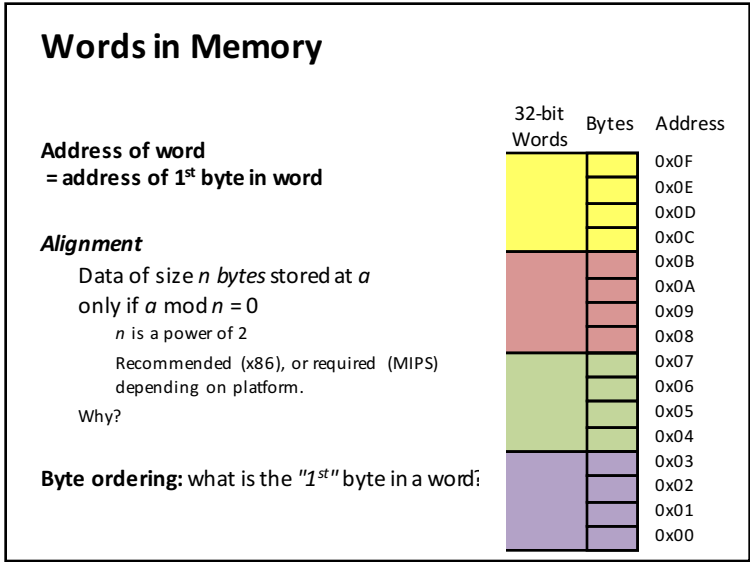 Words in Memory
32-bit
Words
Bytes
Address
Address of word
= address of 1st byte in word
Alignment
Data of size n bytes stored at a
only if a mod n = 0
n is a power of 2
Recommended (x86), or required (MIPS)
depending on platform.
Why?
Byte ordering: what is the "1st" byte in a word?
0x0F
0x0E
0x0D
0x0C
0x0B
0x0A
0x09
0x08
0x07
0x06
0x05
0x04
0x03
0x02
0x01
0x00